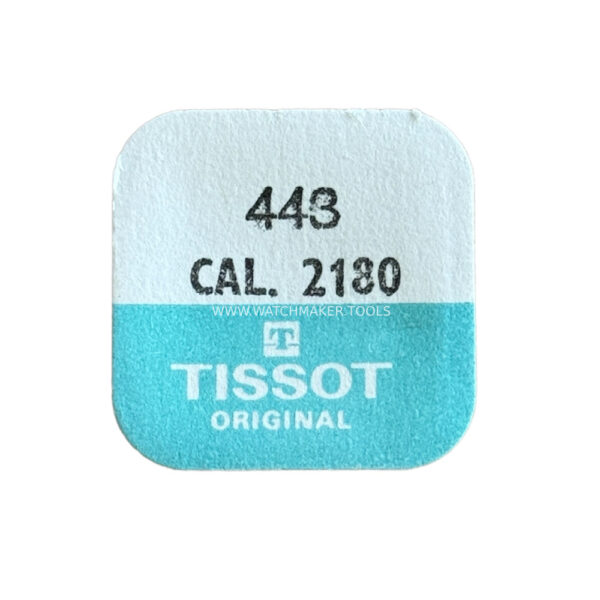 443
CAL. 2180
WWW.WATCHMAKER.TOOLS
T
TISSOT
ORIGINAL